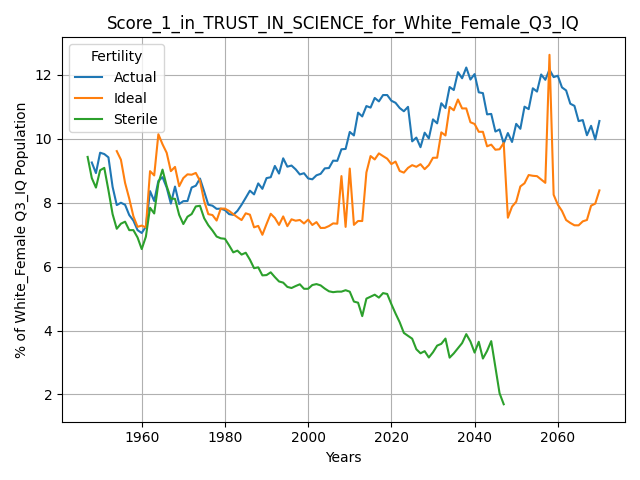 Score_1_in_TRUST_IN_SCIENCE_for_White_Female_Q3_IQ
Fertility
Actual
Ideal
Sterile
% of White_Female Q3_IQ Population
12
10
8
6
4
2
1960 1980 2000 2020 2040 2060
Years